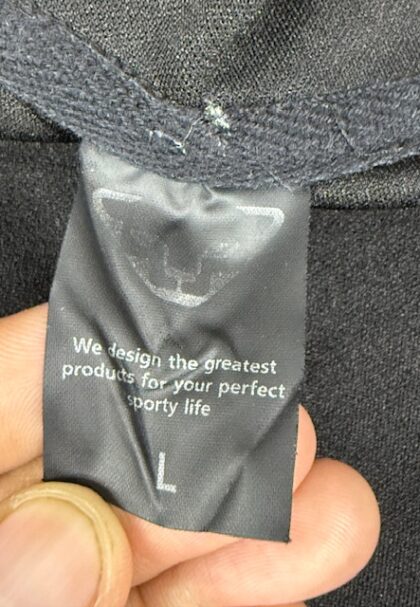 We design the greatest
products for your perfect
sporty life
L